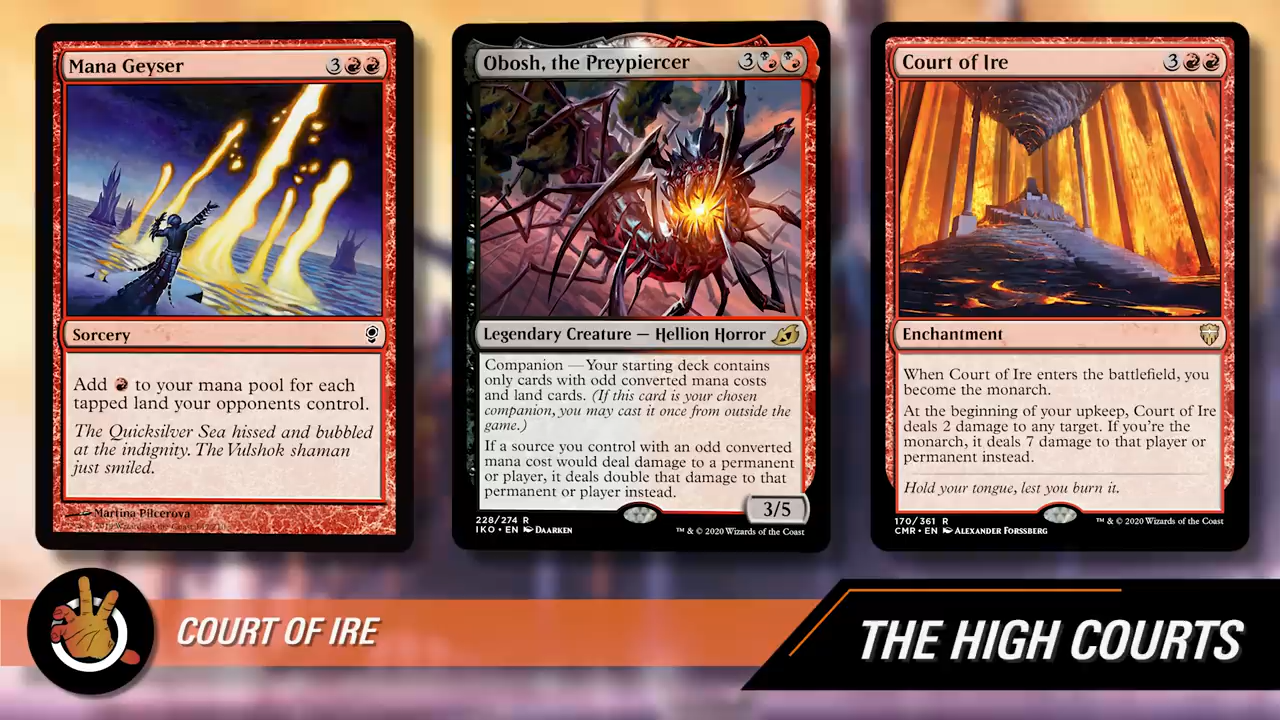 Mana Geyser 3
Sorcery
Add to your mana pool for each
tapped land your opponents control.
The Quicksilver Sea hissed and bubbled
at the indignity. The Vulshok shaman
just smiled.
Martina Pilcerova
Obosh, the Preypiercer 3
Legendary Creature — Hellion Horror
Companion — Your starting deck contains
only cards with odd converted mana costs
and land cards. (If this card is your chosen
companion, you may cast it once from outside the
game.)
If a source you control with an odd converted
mana cost would deal damage to a permanent
or player, it deals double that damage to that
permanent or player instead.
3/5
228/274 R
IKO • EN DAARKEN
™ & © 2020 Wizards of the Coast
Court of Ire 3
Enchantment
When Court of Ire enters the battlefield, you
become the monarch.
At the beginning of your upkeep, Court of Ire
deals 2 damage to any target. If you're the
monarch, it deals 7 damage to that player or
permanent instead.
Hold your tongue, lest you burn it.
170/361 R
CMR • EN ALEXANDER FORSSBERG
™ & © 2020 Wizards of the Coast
COURT OF IRE
THE HIGH COURTS